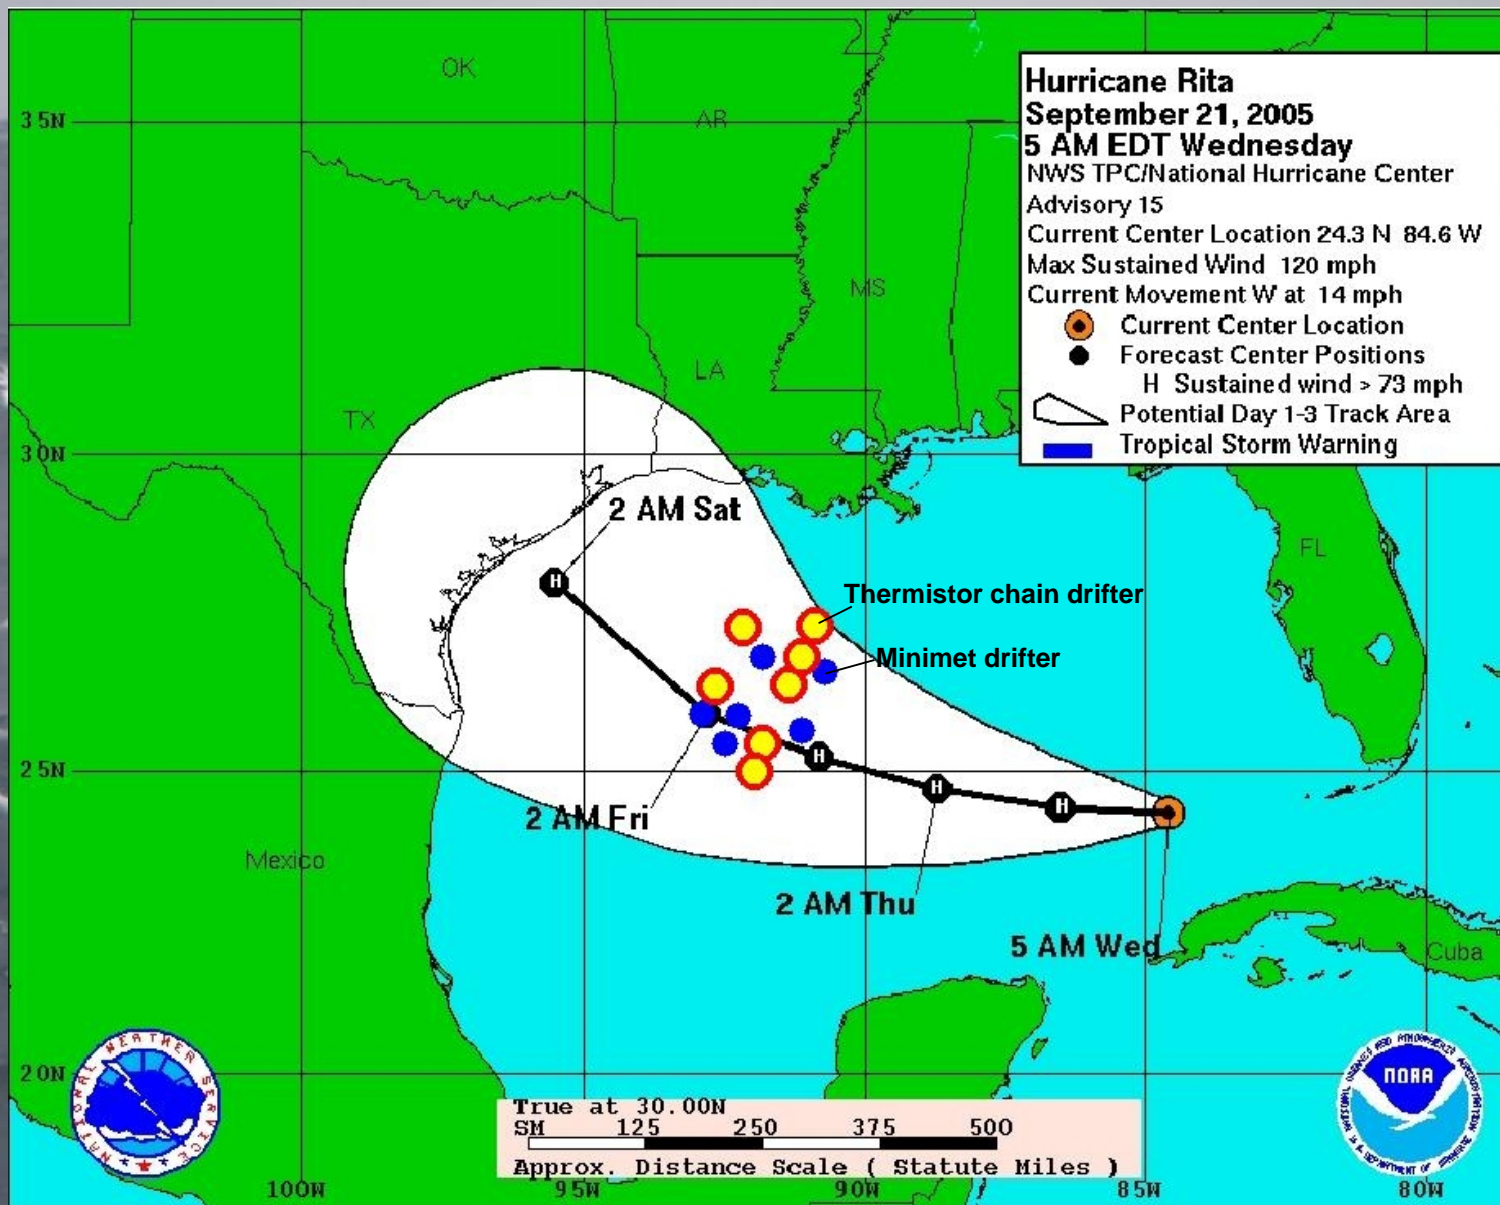 OK
35N
AR
Hurricane Rita
September 21, 2005
5 AM EDT Wednesday
NWS TPC/National Hurricane Center
Advisory 15
Current Center Location 24.3 N 84.6 W
Max Sustained Wind 120 mph
Current Movement W at 14 mph
Current Center Location
Forecast Center Positions
H Sustained wind > 73 mph
Potential Day 1-3 Track Area
Tropical Storm Warning
MS
LA
TX
30N
2 AM Sat
FL
H
Thermistor chain drifter
Minimet drifter
H
25N
H
H
2 AM Fri
Mexico
2 AM Thu
5 AM Wed
Cuba
20N
NATIONAL WEATHER SERVICE
NOAA
True at 30.00N
SM 125 250 375 500
Approx. Distance Scale ( Statute Miles )
100W 95W 90W 85W 80W